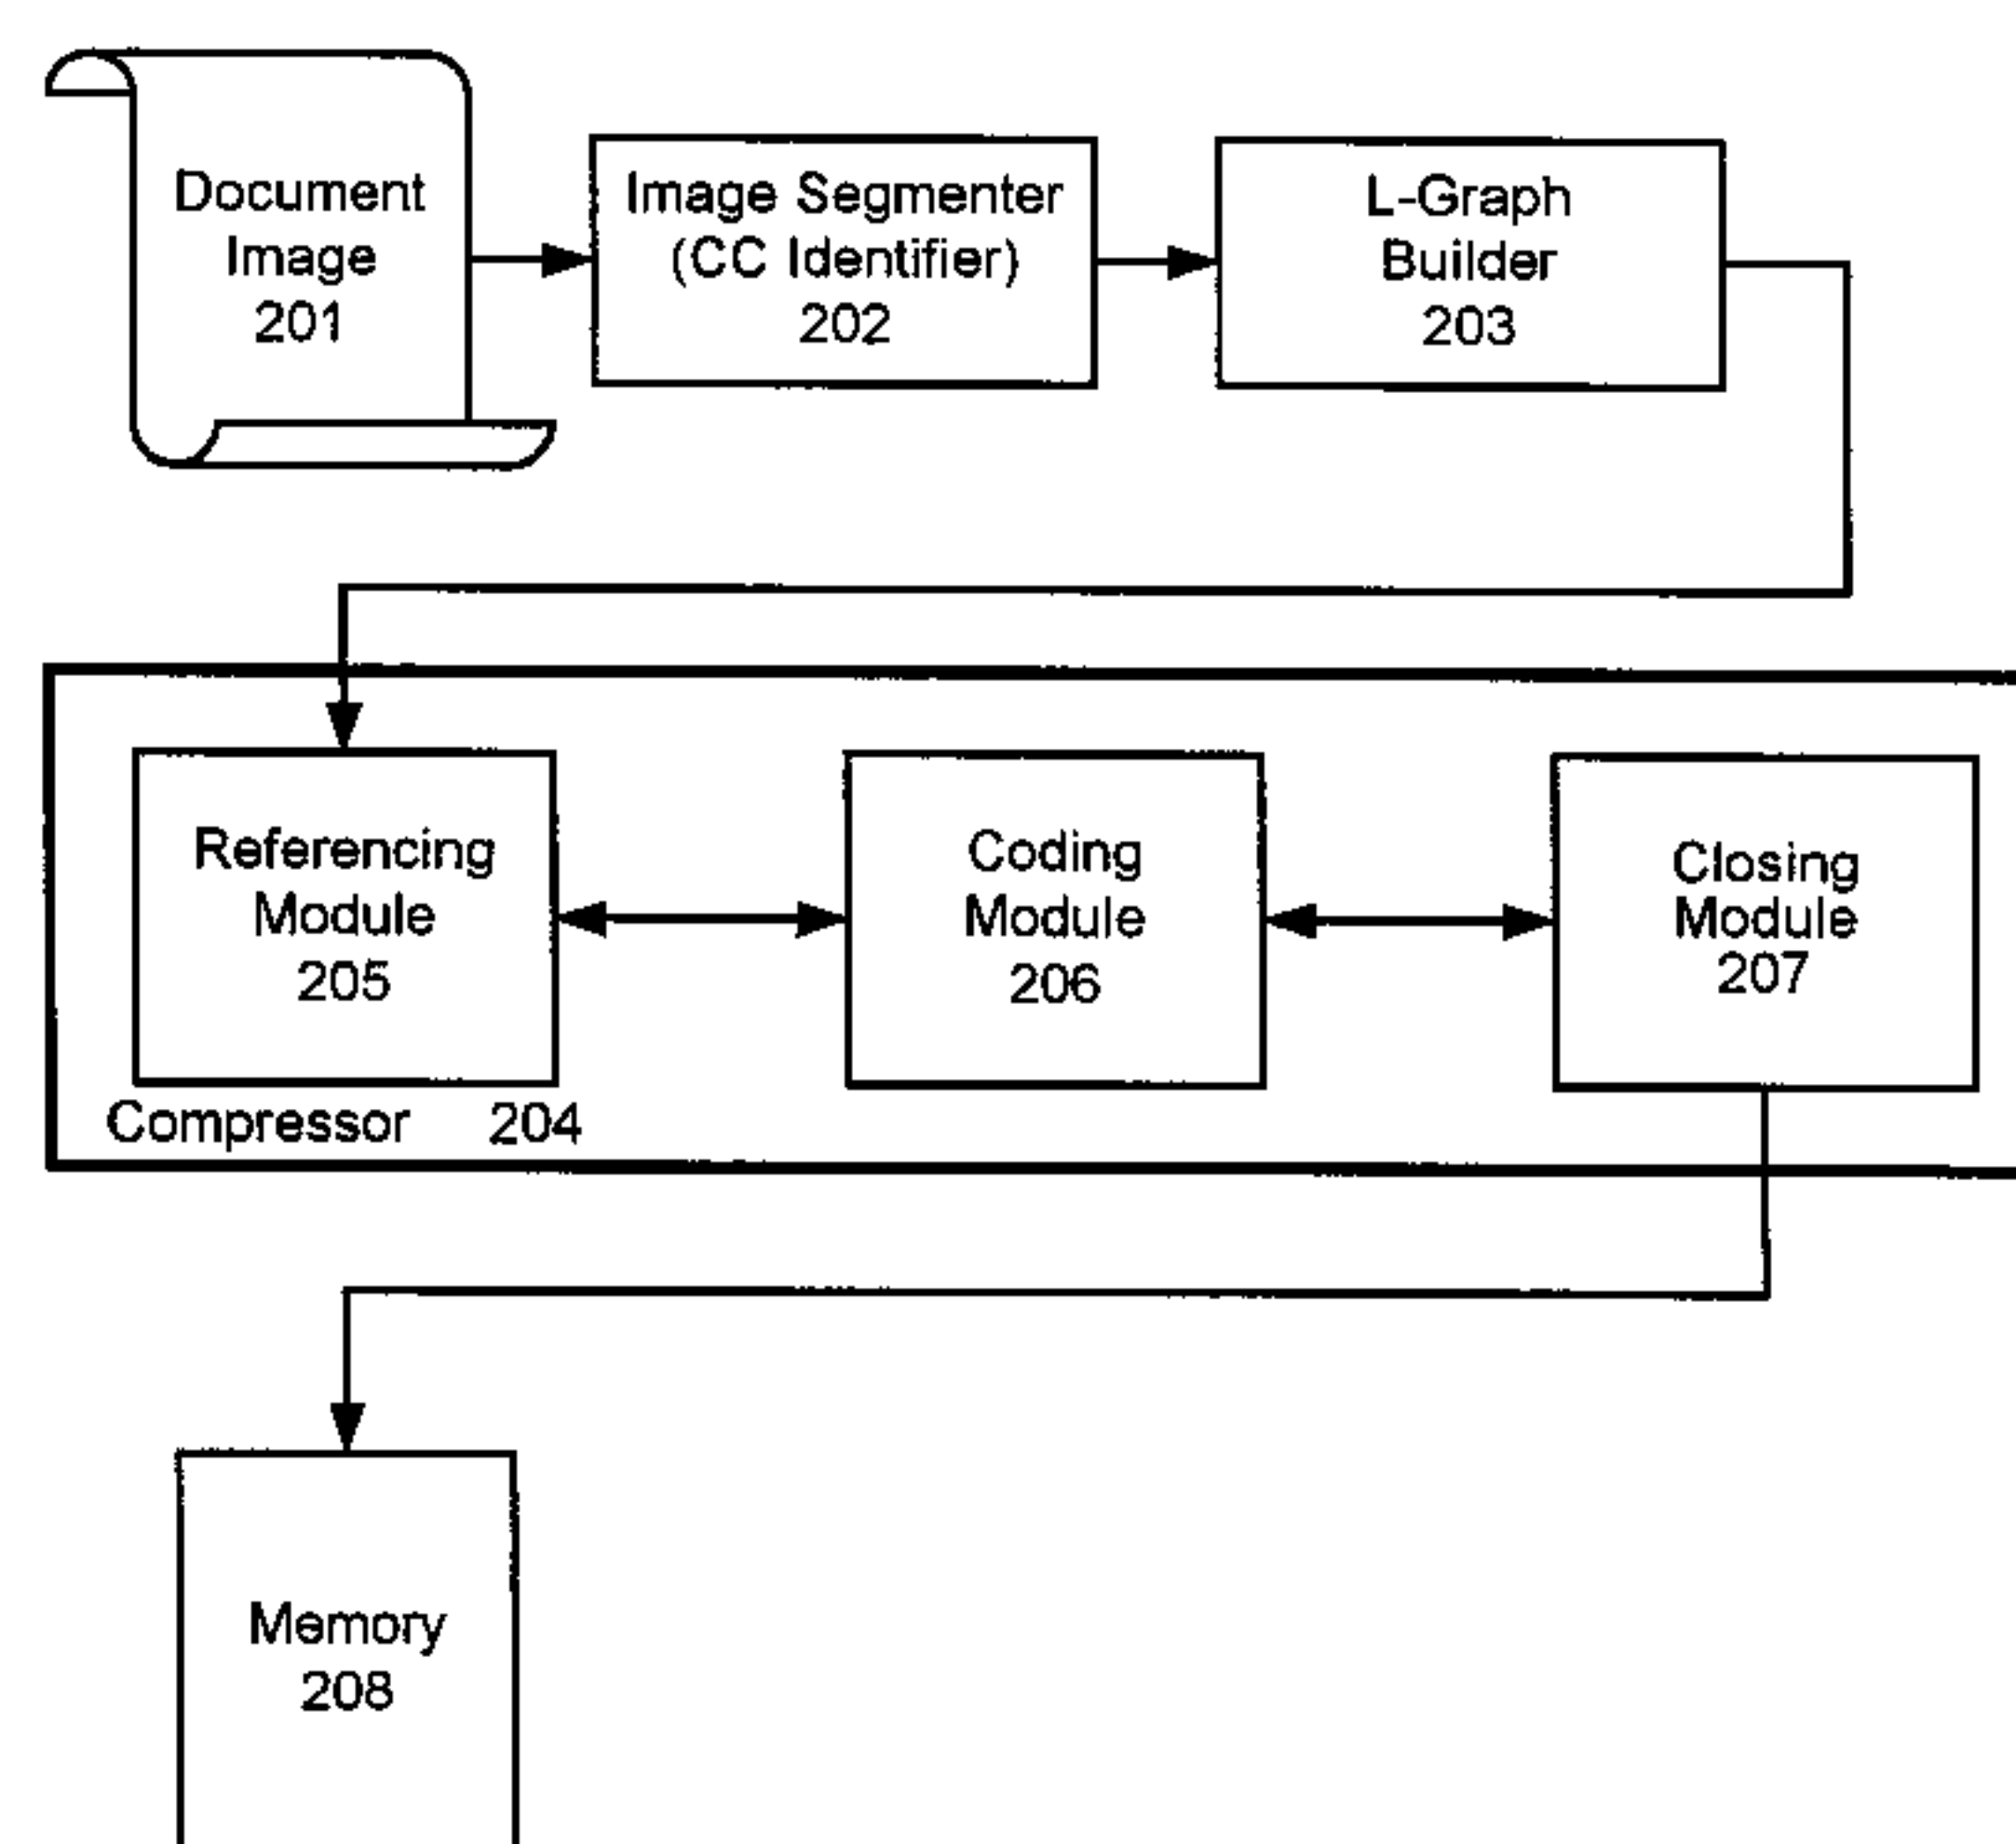 Document
Image
201
Image Segmenter
(CC Identifier)
202
L-Graph
Builder
203
Referencing
Module
205
Coding
Module
206
Closing
Module
207
Compressor 204
Memory
208